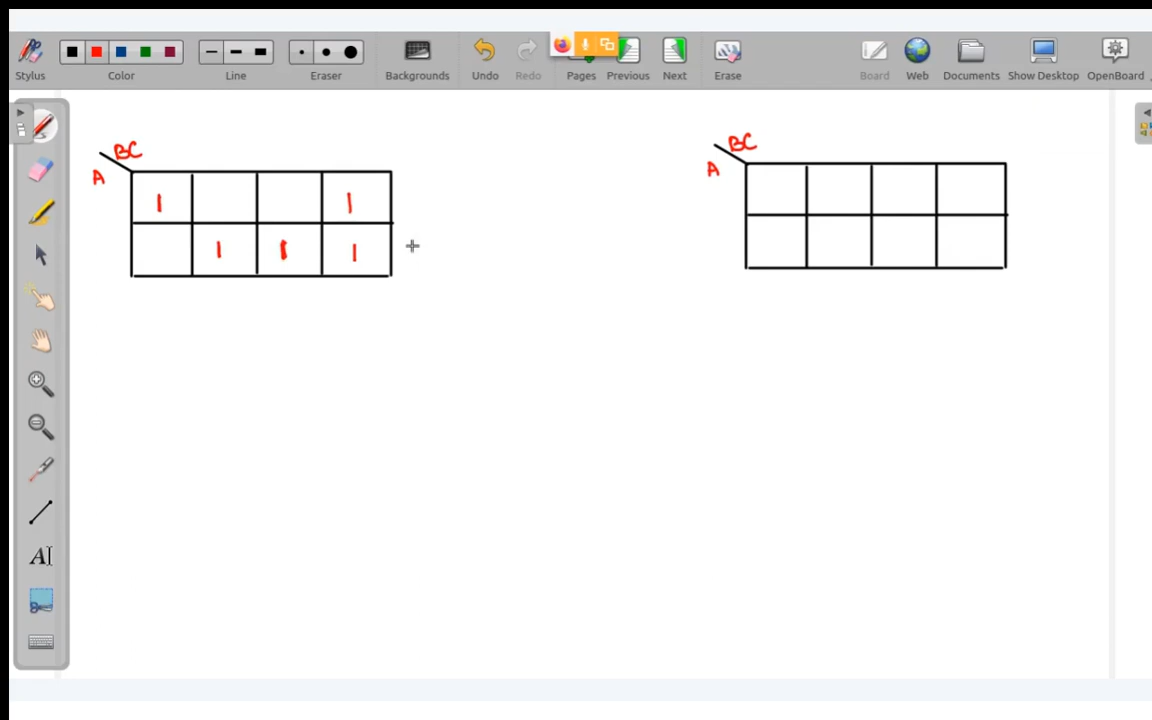 Stylus Color Line Eraser Backgrounds Undo Redo Pages Previous Next Erase Board Web Documents Show Desktop OpenBoard
BC
A
1 1
1 1 1
BC
A